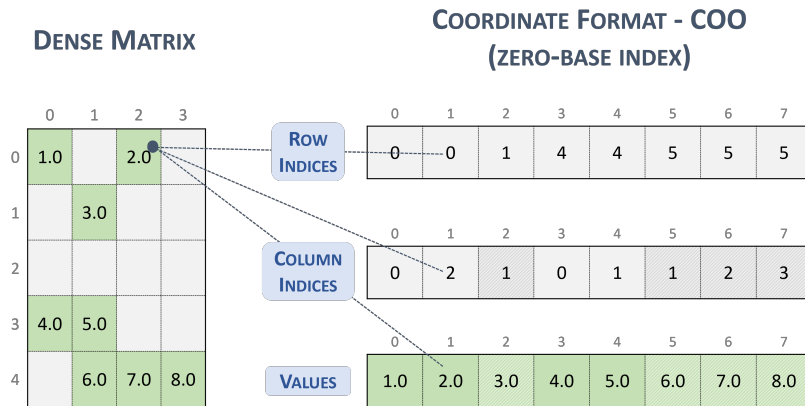 DENSE MATRIX
COORDINATE FORMAT - COO
(ZERO-BASE INDEX)
0 1 2 3
0 1.0 2.0
1 3.0
2
3 4.0 5.0
4 6.0 7.0 8.0
ROW
INDICES
0 1 2 3 4 5 6 7
0 0 1 4 4 5 5 5
COLUMN
INDICES
0 1 2 3 4 5 6 7
0 2 1 0 1 1 2 3
VALUES
0 1 2 3 4 5 6 7
1.0 2.0 3.0 4.0 5.0 6.0 7.0 8.0